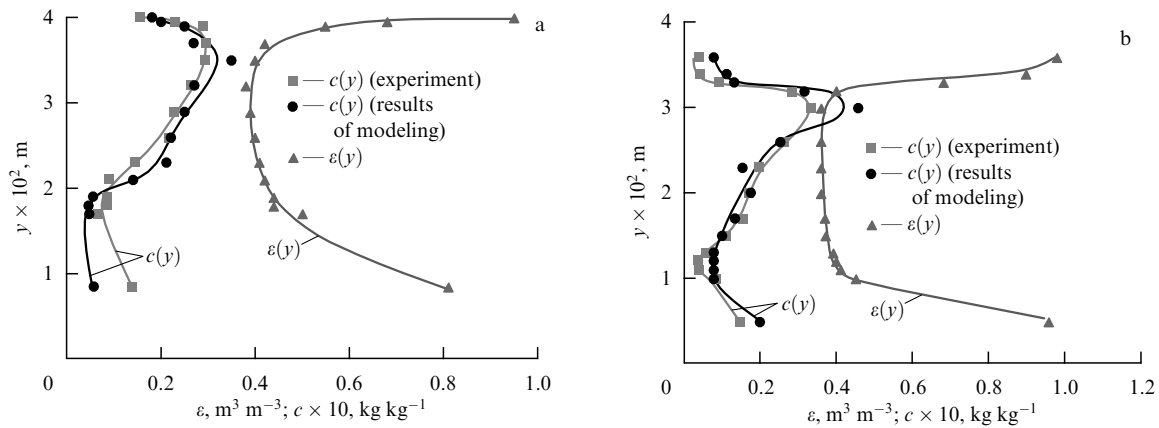 4
a
3
2
1
0
0.2
0.4
0.6
0.8
1.0
y × 10², m
ε, m³ m⁻³; c × 10, kg kg⁻¹
— c(y) (experiment)
— c(y) (results
of modeling)
— ε(y)
c(y)
ε(y)
4
b
3
2
1
0
0.2
0.4
0.6
0.8
1.0
1.2
y × 10², m
ε, m³ m⁻³; c × 10, kg kg⁻¹
— c(y) (experiment)
— c(y) (results
of modeling)
— ε(y)
c(y)
ε(y)